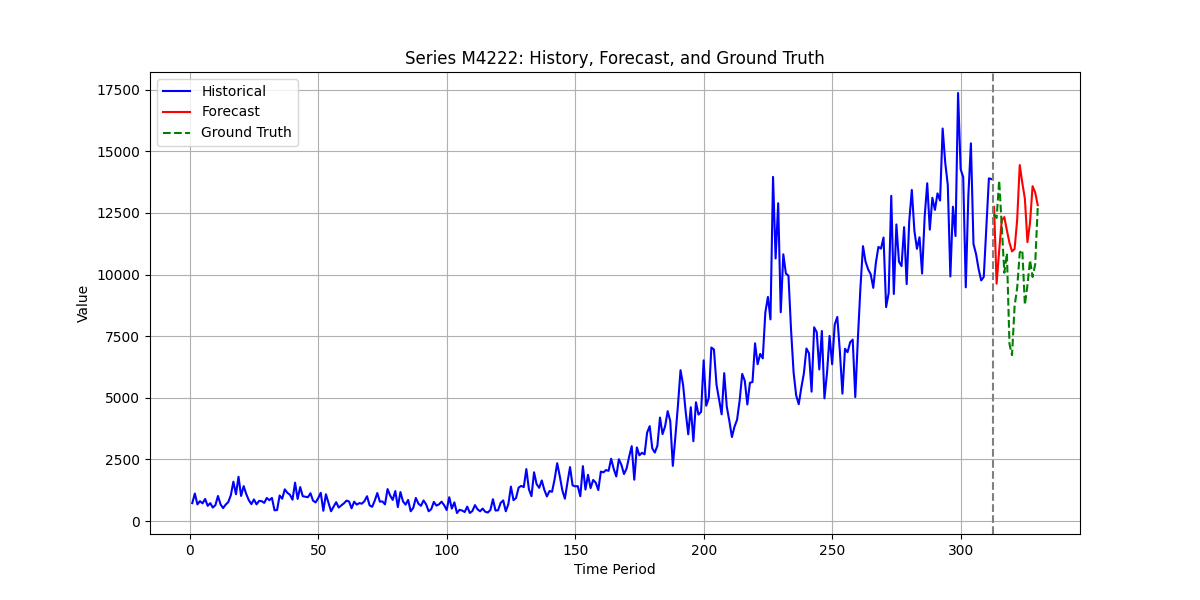 Series M4222: History, Forecast, and Ground Truth
Historical
Forecast
Ground Truth
Value
17500
15000
12500
10000
7500
5000
2500
0
0 50 100 150 200 250 300
Time Period